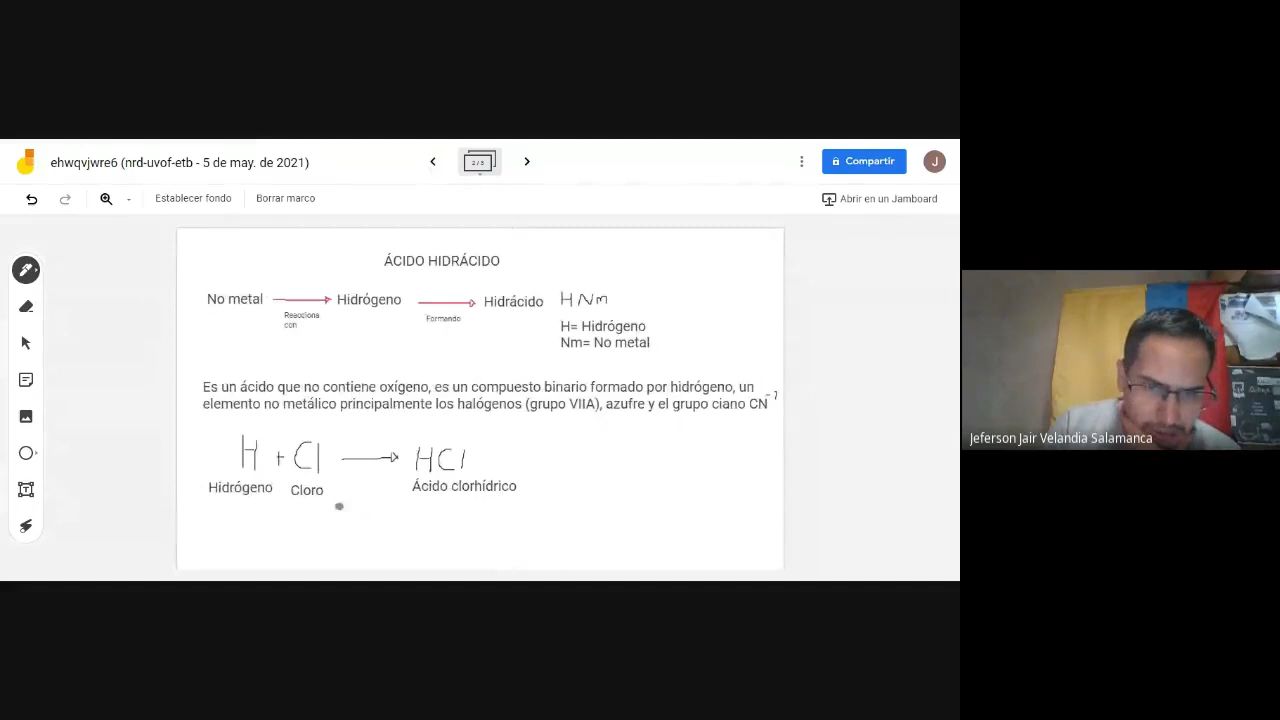 ehwqvjwre6 (nrd-uvof-etb - 5 de may. de 2021)
2 / 3
Compartir
J
Establecer fondo
Borrar marco
Abrir en un Jamboard
ÁCIDO HIDRÁCIDO
No metal
Reacciona
con
Hidrógeno
Formando
Hidrácido
H Nm
H= Hidrógeno
Nm= No metal
Es un ácido que no contiene oxígeno, es un compuesto binario formado por hidrógeno, un
elemento no metálico principalmente los halógenos (grupo VIIA), azufre y el grupo ciano CN-1
H + Cl
HCl
Hidrógeno
Cloro
Ácido clorhídrico
Jeferson Jair Velandia Salamanca